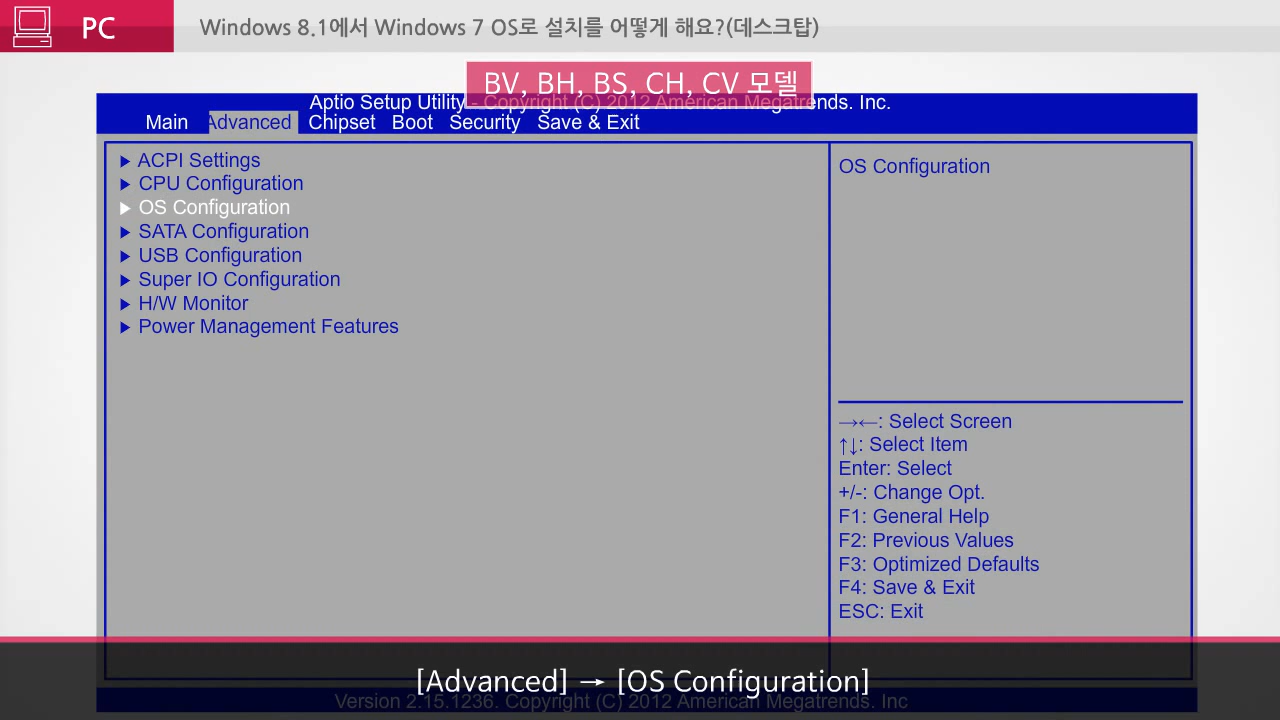 PC
Windows 8.1에서 Windows 7 OS로 설치를 어떻게 해요?(데스크탑)
BV, BH, BS, CH, CV 모델
Aptio Setup Utility - Copyright (C) 2012 American Megatrends. Inc.
Main Advanced Chipset Boot Security Save & Exit
▶ ACPI Settings
▶ CPU Configuration
▶ OS Configuration
▶ SATA Configuration
▶ USB Configuration
▶ Super IO Configuration
▶ H/W Monitor
▶ Power Management Features
OS Configuration
→←: Select Screen
↑↓: Select Item
Enter: Select
+/-: Change Opt.
F1: General Help
F2: Previous Values
F3: Optimized Defaults
F4: Save & Exit
ESC: Exit
[Advanced] → [OS Configuration]
Version 2.15.1236. Copyright (C) 2012 American Megatrends. Inc